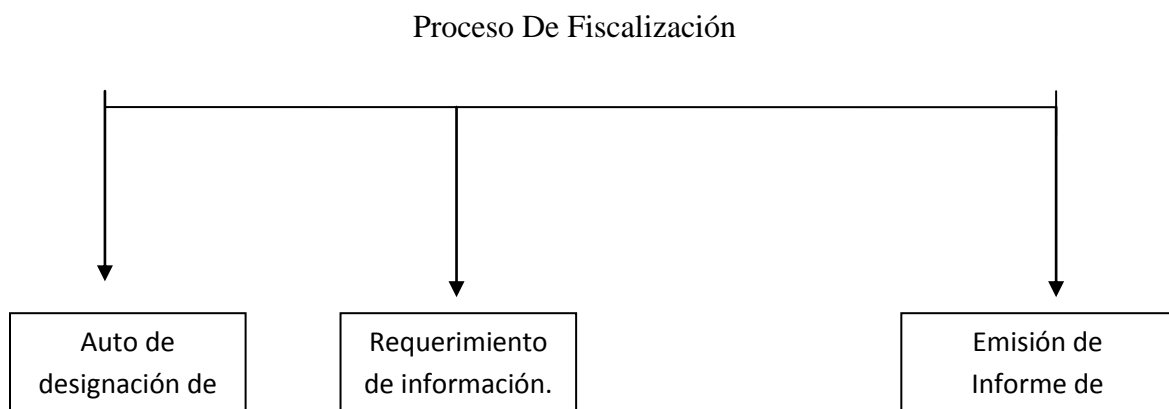 Proceso De Fiscalización
Auto de
designación de
Requerimiento
de información.
Emisión de
Informe de